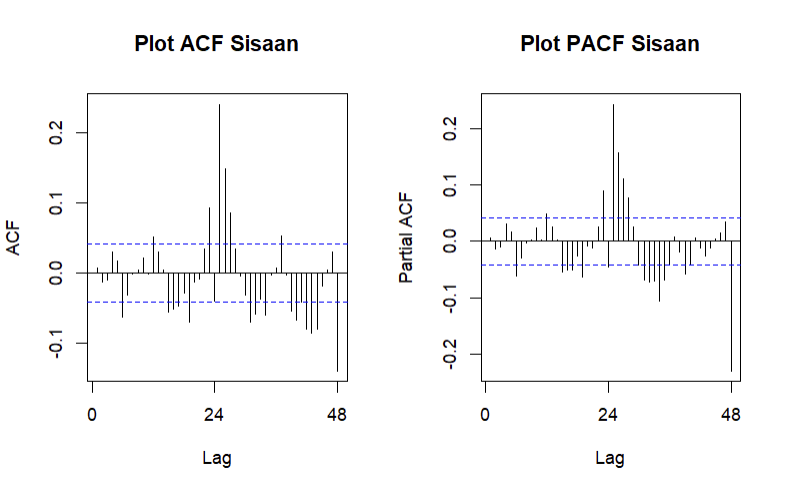 Plot ACF Sisaan
ACF
0.2
0.1
0.0
-0.1
0
24
48
Lag
Plot PACF Sisaan
Partial ACF
0.2
0.1
0.0
-0.1
-0.2
0
24
48
Lag